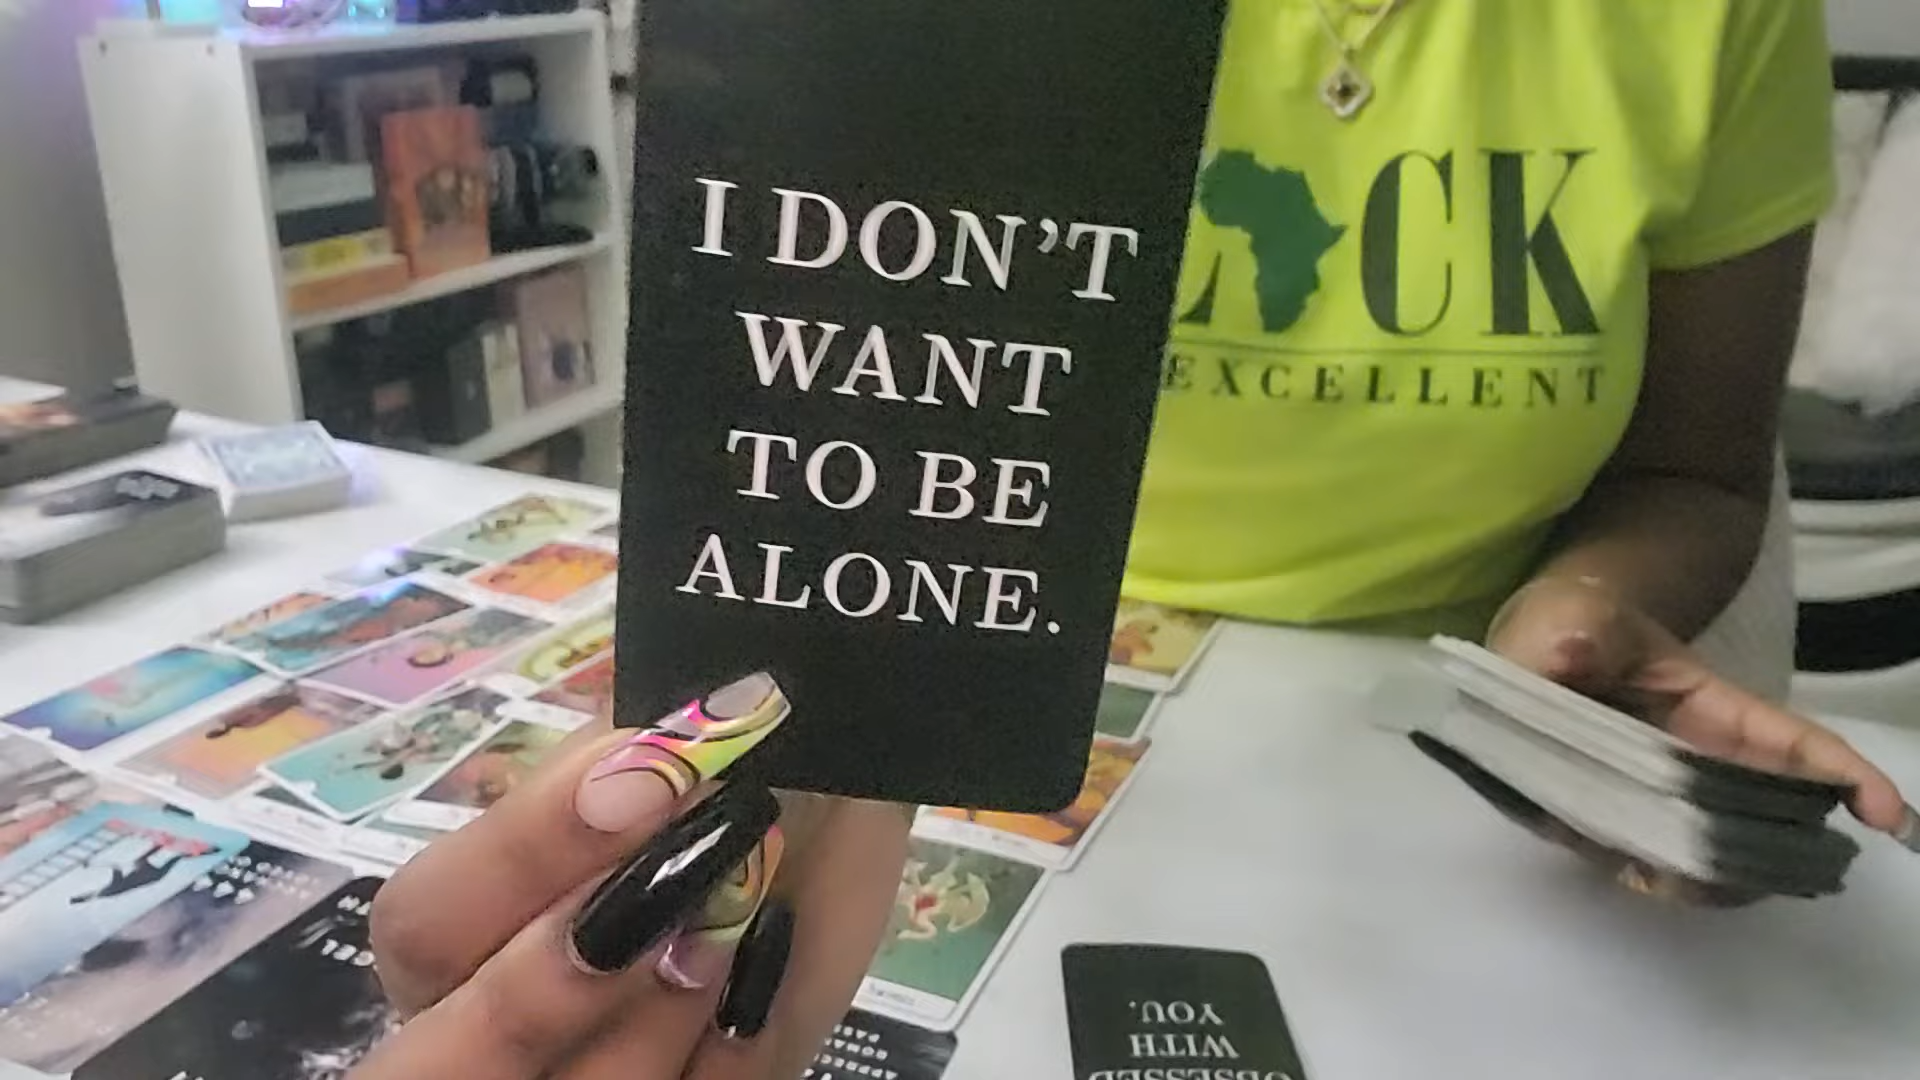 I DON'T
WANT
TO BE
ALONE.
CK
EXCELLENT
OBSESSED
WITH
YOU.